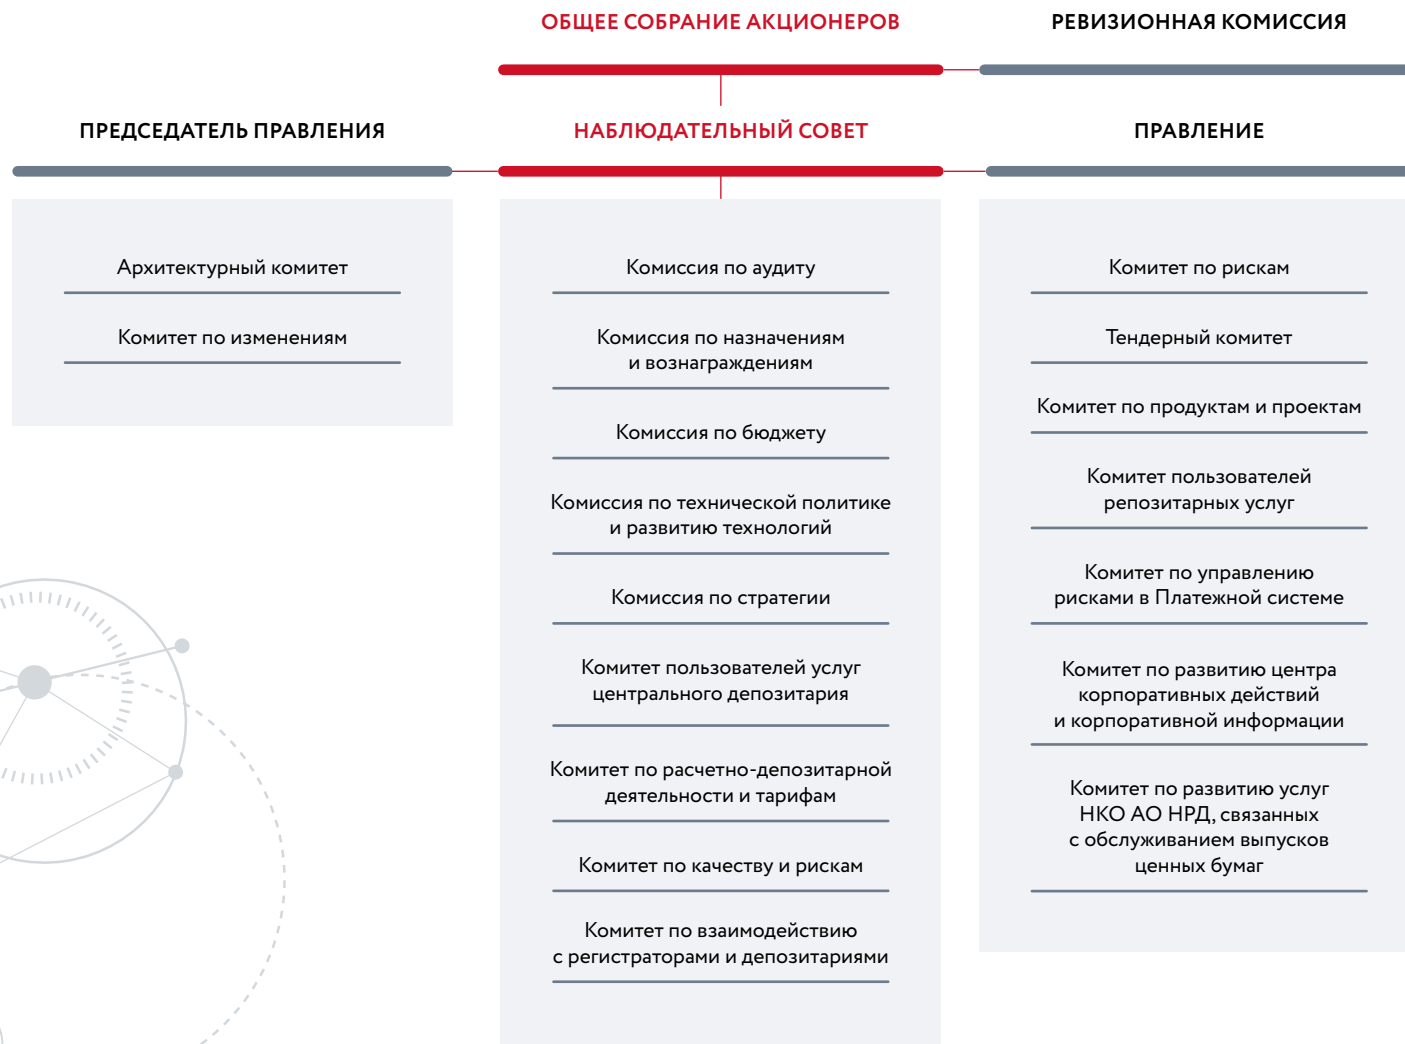 ОБЩЕЕ СОБРАНИЕ АКЦИОНЕРОВ
РЕВИЗИОННАЯ КОМИССИЯ
ПРЕДСЕДАТЕЛЬ ПРАВЛЕНИЯ
НАБЛЮДАТЕЛЬНЫЙ СОВЕТ
ПРАВЛЕНИЕ
Архитектурный комитет
Комитет по изменениям
Комиссия по аудиту
Комиссия по назначениям
и вознаграждениям
Комиссия по бюджету
Комиссия по технической политике
и развитию технологий
Комиссия по стратегии
Комитет пользователей услуг
центрального депозитария
Комитет по расчетно-депозитарной
деятельности и тарифам
Комитет по качеству и рискам
Комитет по взаимодействию
с регистраторами и депозитариями
Комитет по рискам
Тендерный комитет
Комитет по продуктам и проектам
Комитет пользователей
репозитарных услуг
Комитет по управлению
рисками в Платежной системе
Комитет по развитию центра
корпоративных действий
и корпоративной информации
Комитет по развитию услуг
НКО АО НРД, связанных
с обслуживанием выпусков
ценных бумаг